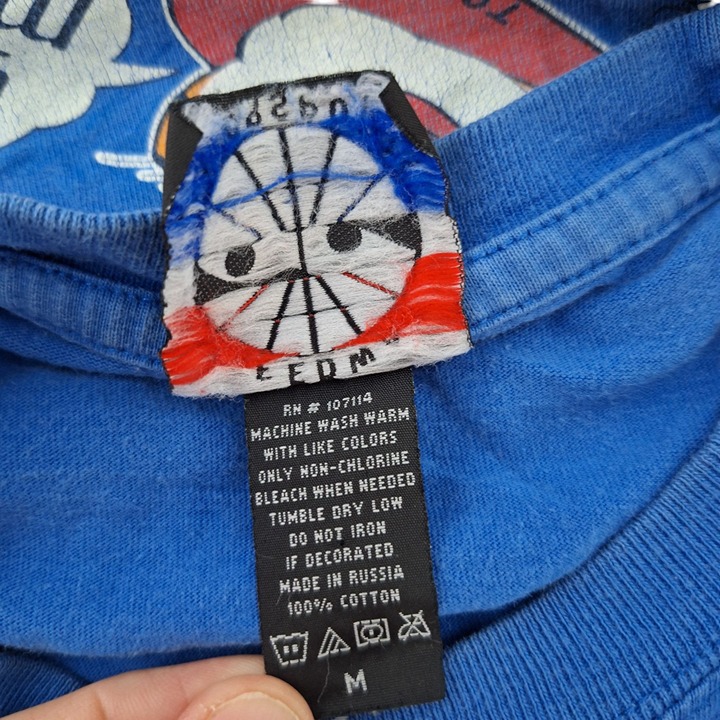 RN # 107114
MACHINE WASH WARM
WITH LIKE COLORS
ONLY NON-CHLORINE
BLEACH WHEN NEEDED
TUMBLE DRY LOW
DO NOT IRON
IF DECORATED
MADE IN RUSSIA
100% COTTON
M